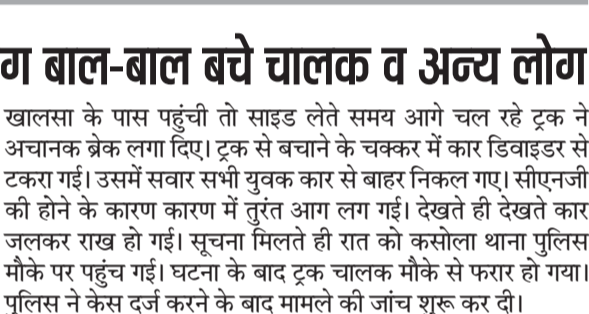 ग बाल-बाल बचे चालक व अन्य लोग
खालसा के पास पहुंची तो साइड लेते समय आगे चल रहे ट्रक ने
अचानक ब्रेक लगा दिए। ट्रक से बचाने के चक्कर में कार डिवाइडर से
टकरा गई। उसमें सवार सभी युवक कार से बाहर निकल गए। सीएनजी
की होने के कारण कारण में तुरंत आग लग गई। देखते ही देखते कार
जलकर राख हो गई। सूचना मिलते ही रात को कसोला थाना पुलिस
मौके पर पहुंच गई। घटना के बाद ट्रक चालक मौके से फरार हो गया।
पुलिस ने केस दर्ज करने के बाद मामले की जांच शुरू कर दी।